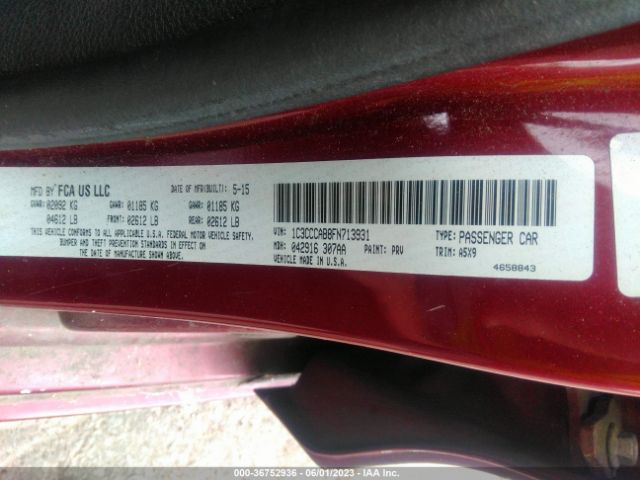 MFD BY FCA US LLC DATE OF MFR(BUILT): 5-15
GVWR: 02092 KG GAWR: 01185 KG GAWR: 01185 KG
04612 LB FRONT: 02612 LB REAR: 02612 LB
THIS VEHICLE CONFORMS TO ALL APPLICABLE U.S.A. FEDERAL MOTOR VEHICLE SAFETY,
BUMPER AND THEFT PREVENTION STANDARDS IN EFFECT ON
THE DATE OF MANUFACTURE SHOWN ABOVE.
VIN: 1C3CCCAB8FN713931 TYPE: PASSENGER CAR
MDH: 042916 307AA PAINT: PRV TRIM: A5X9
VEHICLE MADE IN U.S.A. 4658843
000-36752936 - 06/01/2023 - IAA Inc.